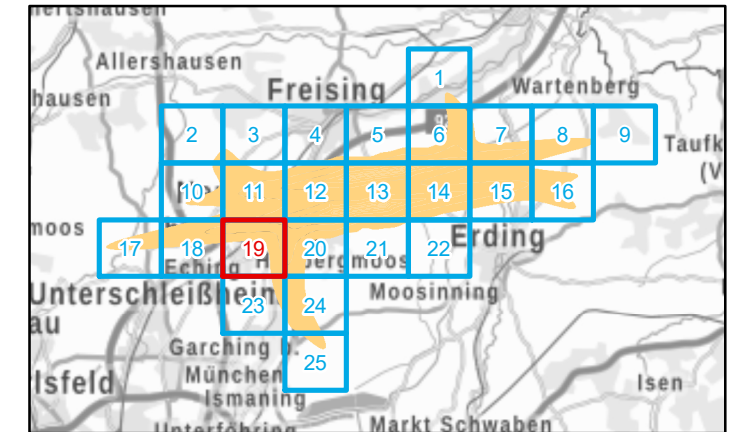 Allershausen
hausen
Freising
1
Wartenberg
2 3 4 5 6 7 8 9
Taufk
(V
10 11 12 13 14 15 16
moos
17 18 19 20 21 22
Erding
Eching
H
bergmoos
Unterschleißheim
23 24
Moosinning
au
Garching b.
München
25
lsfeld
Ismaning
Isen
Unterföhring
Markt Schwaben